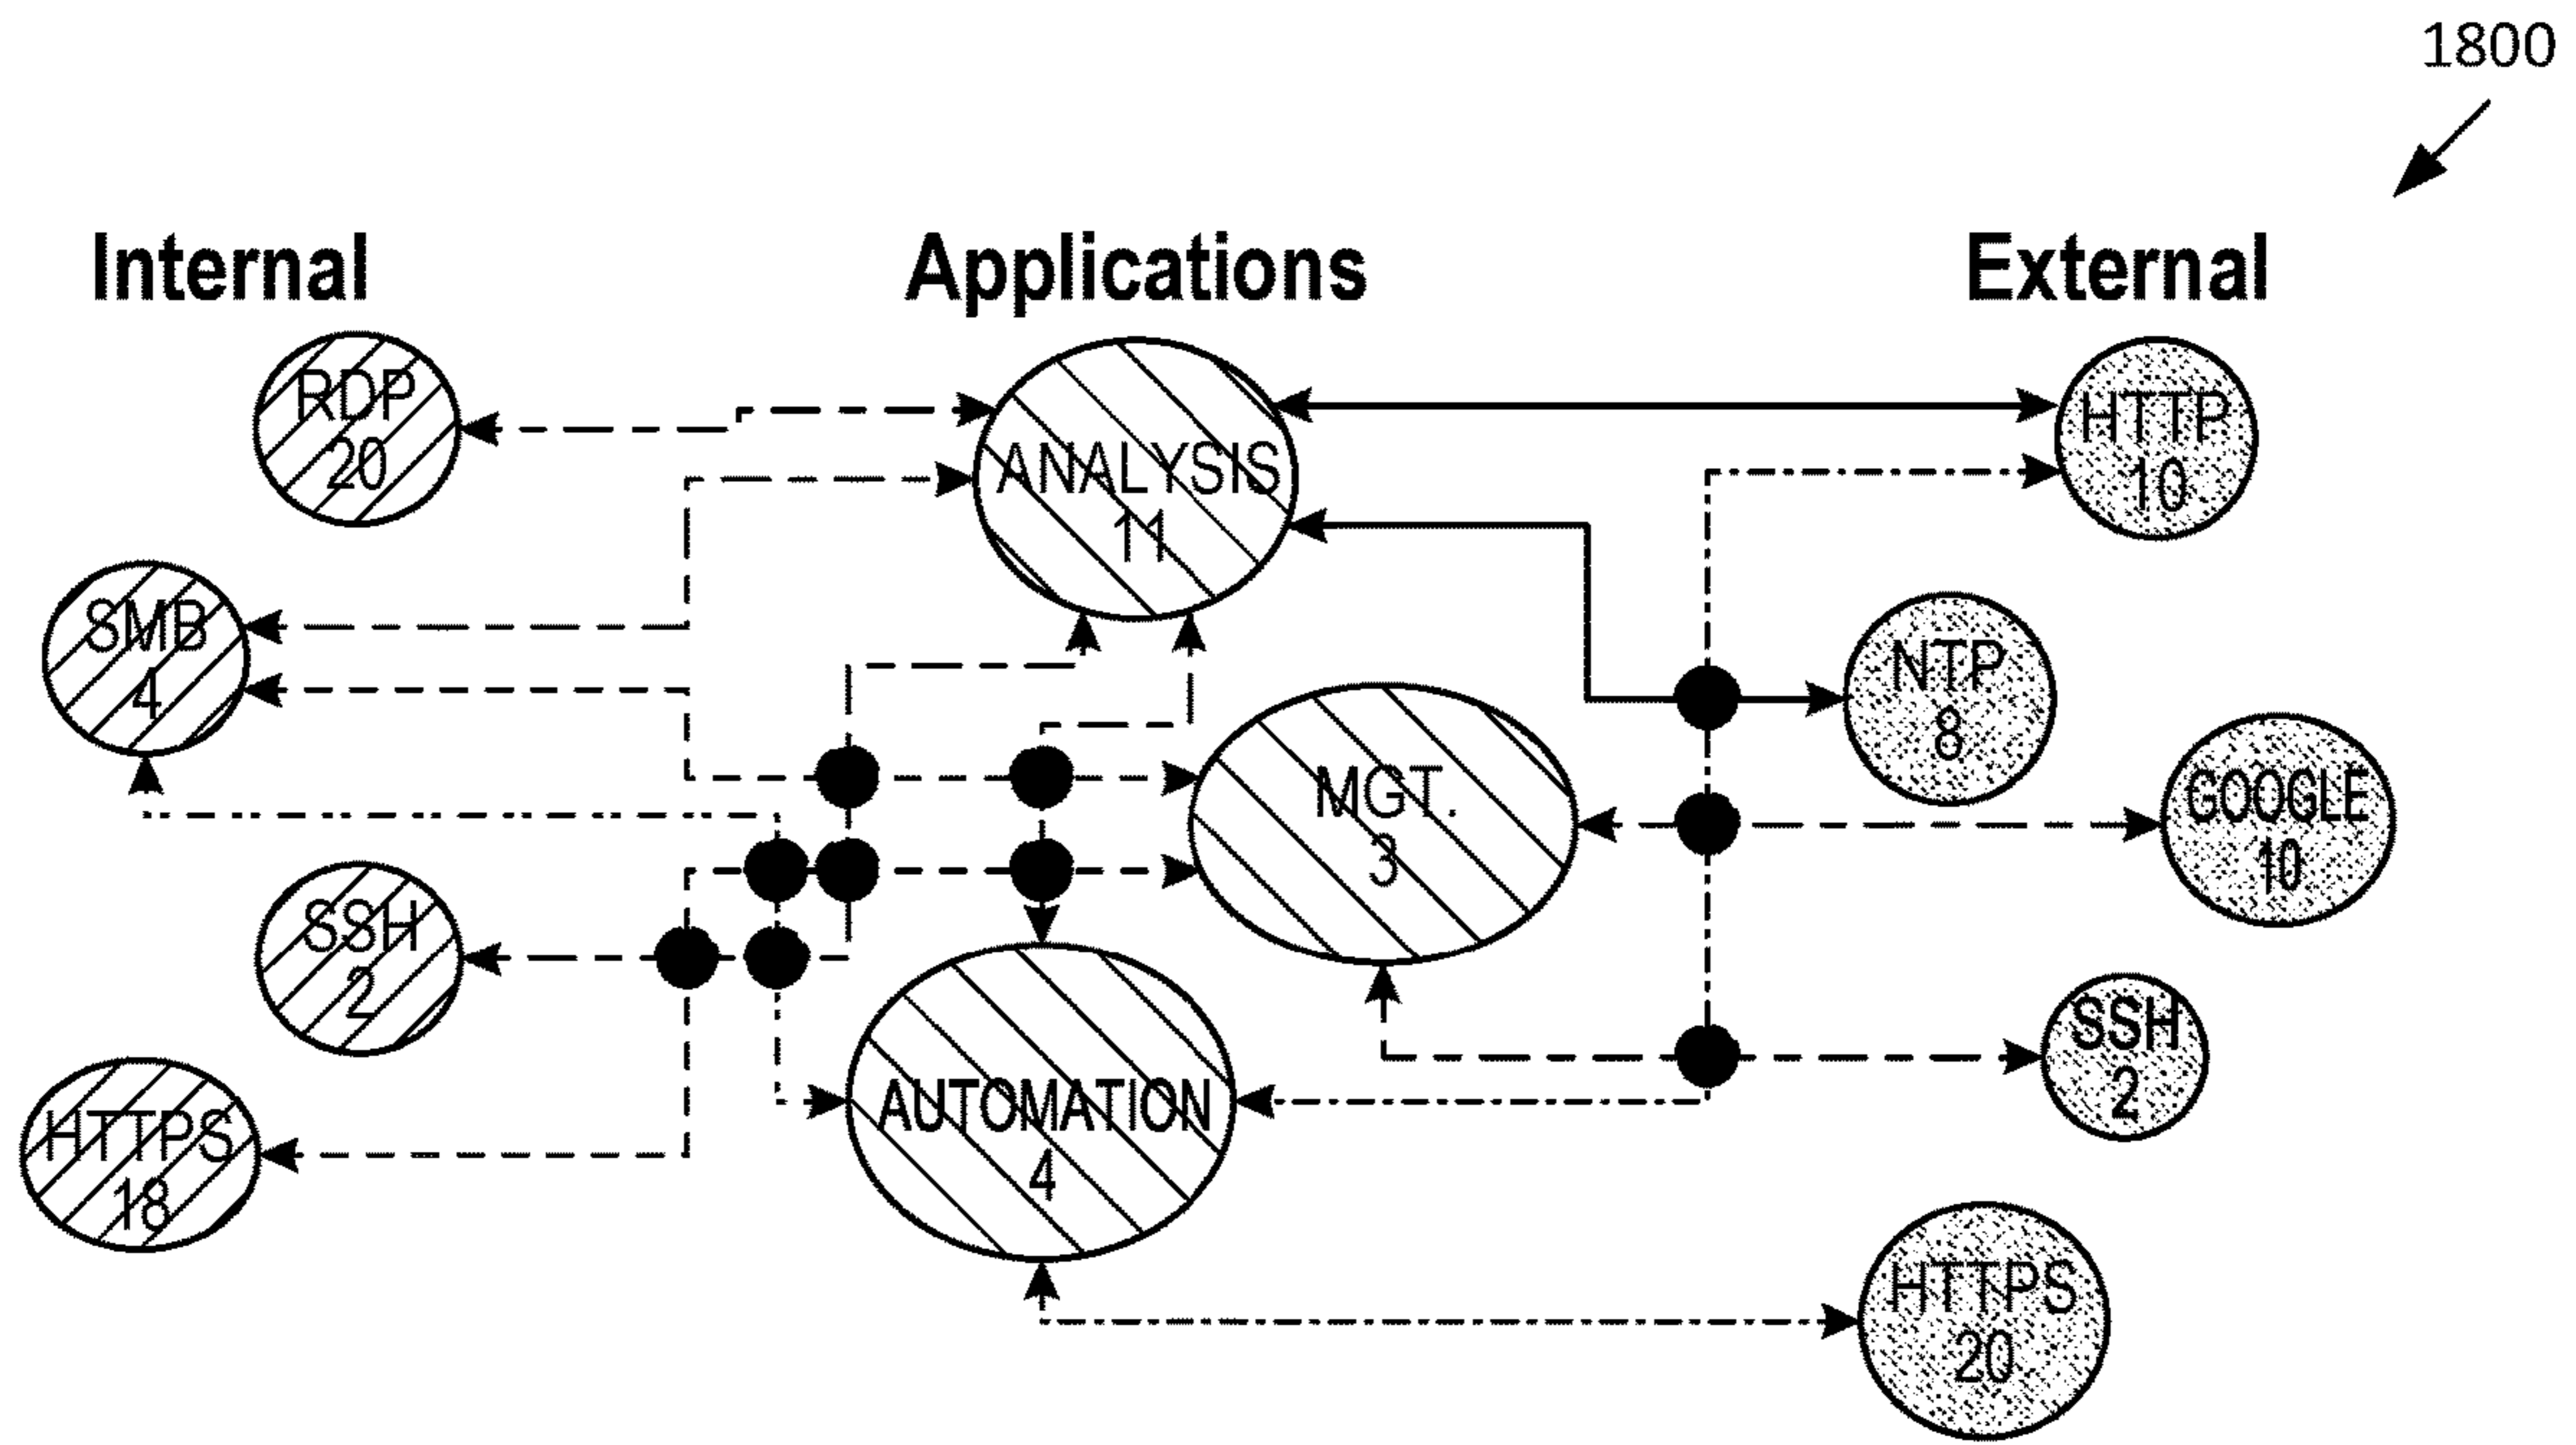 1800
Internal
Applications
External
RDP
20
SMB
4
SSH
2
HTTPS
18
ANALYSIS
11
MGT.
3
AUTOMATION
4
HTTP
10
NTP
8
GOOGLE
10
SSH
2
HTTPS
20